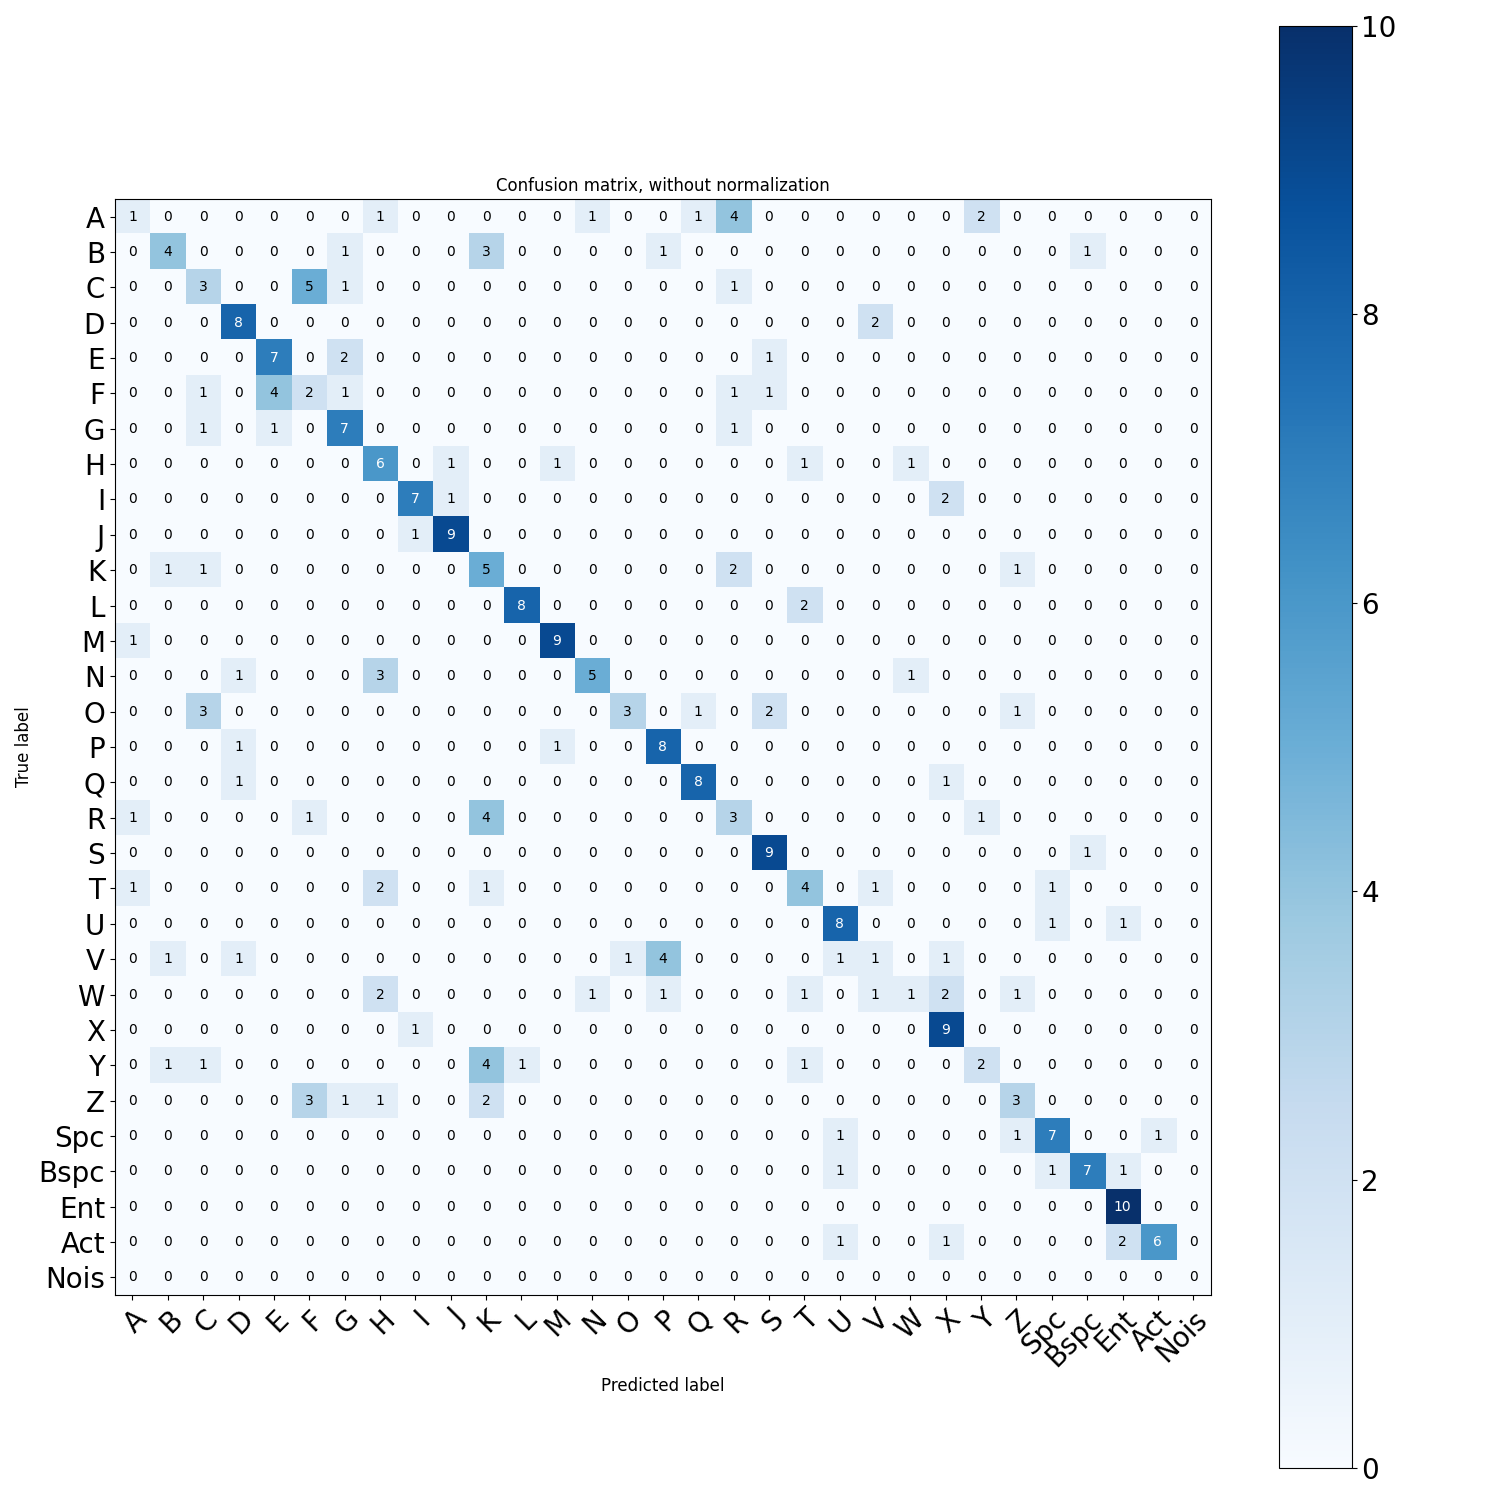 Confusion matrix, without normalization
A 1 0 0 0 0 0 0 1 0 0 0 0 0 1 0 0 1 4 0 0 0 0 0 0 2 0 0 0 0 0 0
B 0 4 0 0 0 0 1 0 0 0 3 0 0 0 0 1 0 0 0 0 0 0 0 0 0 0 0 1 0 0 0
C 0 0 3 0 0 5 1 0 0 0 0 0 0 0 0 0 0 1 0 0 0 0 0 0 0 0 0 0 0 0 0
D 0 0 0 8 0 0 0 0 0 0 0 0 0 0 0 0 0 0 0 0 0 2 0 0 0 0 0 0 0 0 0
E 0 0 0 0 7 0 2 0 0 0 0 0 0 0 0 0 0 0 1 0 0 0 0 0 0 0 0 0 0 0 0
F 0 0 1 0 4 2 1 0 0 0 0 0 0 0 0 0 0 1 1 0 0 0 0 0 0 0 0 0 0 0 0
G 0 0 1 0 1 0 7 0 0 0 0 0 0 0 0 0 0 1 0 0 0 0 0 0 0 0 0 0 0 0 0
H 0 0 0 0 0 0 0 6 0 1 0 0 1 0 0 0 0 0 0 1 0 0 1 0 0 0 0 0 0 0 0
I 0 0 0 0 0 0 0 0 7 1 0 0 0 0 0 0 0 0 0 0 0 0 0 2 0 0 0 0 0 0 0
J 0 0 0 0 0 0 0 0 1 9 0 0 0 0 0 0 0 0 0 0 0 0 0 0 0 0 0 0 0 0 0
K 0 1 1 0 0 0 0 0 0 0 5 0 0 0 0 0 0 2 0 0 0 0 0 0 0 1 0 0 0 0 0
L 0 0 0 0 0 0 0 0 0 0 0 8 0 0 0 0 0 0 0 2 0 0 0 0 0 0 0 0 0 0 0
M 1 0 0 0 0 0 0 0 0 0 0 0 9 0 0 0 0 0 0 0 0 0 0 0 0 0 0 0 0 0 0
N 0 0 0 1 0 0 0 3 0 0 0 0 0 5 0 0 0 0 0 0 0 0 1 0 0 0 0 0 0 0 0
O 0 0 3 0 0 0 0 0 0 0 0 0 0 0 3 0 1 0 2 0 0 0 0 0 0 1 0 0 0 0 0
P 0 0 0 1 0 0 0 0 0 0 0 0 1 0 0 8 0 0 0 0 0 0 0 0 0 0 0 0 0 0 0
Q 0 0 0 1 0 0 0 0 0 0 0 0 0 0 0 0 8 0 0 0 0 0 0 1 0 0 0 0 0 0 0
R 1 0 0 0 0 1 0 0 0 0 4 0 0 0 0 0 0 3 0 0 0 0 0 0 1 0 0 0 0 0 0
S 0 0 0 0 0 0 0 0 0 0 0 0 0 0 0 0 0 0 9 0 0 0 0 0 0 0 0 1 0 0 0
T 1 0 0 0 0 0 0 2 0 0 1 0 0 0 0 0 0 0 0 4 0 1 0 0 0 0 1 0 0 0 0
U 0 0 0 0 0 0 0 0 0 0 0 0 0 0 0 0 0 0 0 0 8 0 0 0 0 0 1 0 1 0 0
V 0 1 0 1 0 0 0 0 0 0 0 0 0 0 1 4 0 0 0 0 1 1 0 1 0 0 0 0 0 0 0
W 0 0 0 0 0 0 0 2 0 0 0 0 0 1 0 1 0 0 0 1 0 1 1 2 0 1 0 0 0 0 0
X 0 0 0 0 0 0 0 0 1 0 0 0 0 0 0 0 0 0 0 0 0 0 0 9 0 0 0 0 0 0 0
Y 0 1 1 0 0 0 0 0 0 0 4 1 0 0 0 0 0 0 0 1 0 0 0 0 2 0 0 0 0 0 0
Z 0 0 0 0 0 3 1 1 0 0 2 0 0 0 0 0 0 0 0 0 0 0 0 0 0 3 0 0 0 0 0
Spc 0 0 0 0 0 0 0 0 0 0 0 0 0 0 0 0 0 0 0 0 1 0 0 0 0 1 7 0 0 1 0
Bspc 0 0 0 0 0 0 0 0 0 0 0 0 0 0 0 0 0 0 0 0 1 0 0 0 0 0 1 7 1 0 0
Ent 0 0 0 0 0 0 0 0 0 0 0 0 0 0 0 0 0 0 0 0 0 0 0 0 0 0 0 0 10 0 0
Act 0 0 0 0 0 0 0 0 0 0 0 0 0 0 0 0 0 0 0 0 1 0 0 1 0 0 0 0 2 6 0
Nois 0 0 0 0 0 0 0 0 0 0 0 0 0 0 0 0 0 0 0 0 0 0 0 0 0 0 0 0 0 0 0
A B C D E F G H I J K L M N O P Q R S T U V W X Y Z Spc Bspc Ent Act Nois
True label
Predicted label
10
8
6
4
2
0